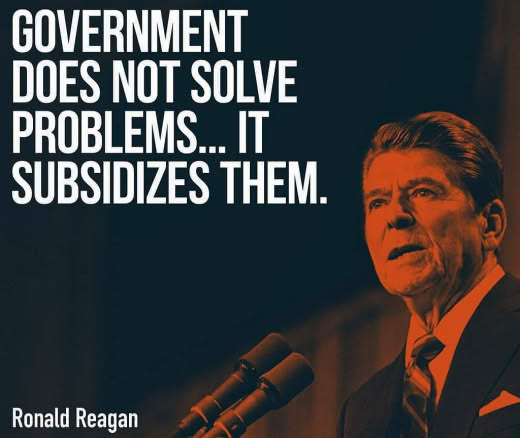 GOVERNMENT
DOES NOT SOLVE
PROBLEMS... IT
SUBSIDIZES THEM.
Ronald Reagan